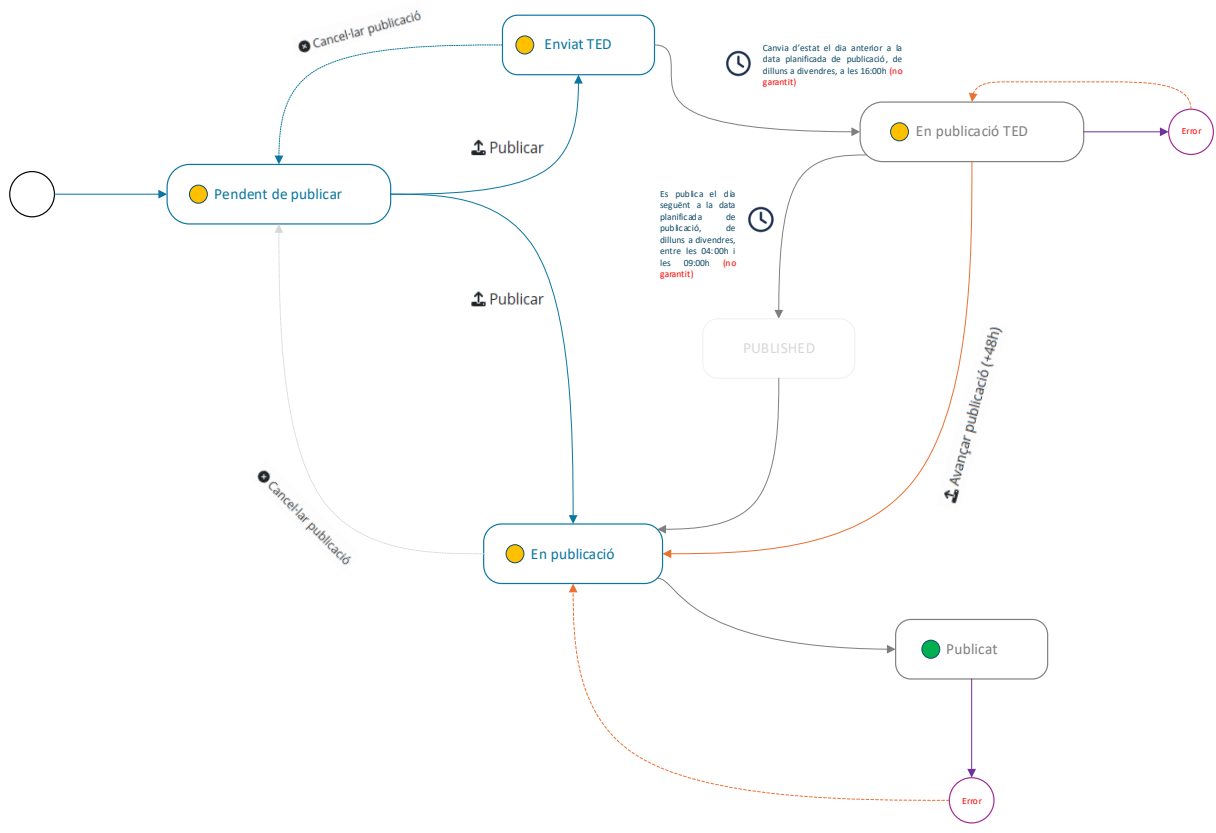 Cancel·lar publicació
Enviat TED
Canvia d'estat el dia anterior a la
data planificada de publicació, de
dilluns a divendres, a les 16:00h (no
garantit)
En publicació TED
Error
Publicar
Pendent de publicar
Es publica el día
següent a la data
planificada de
publicació, de
dilluns a divendres,
entre les 04:00h i
les 09:00h (no
garantit)
Publicar
PUBLISHED
Avançar publicació (+48h)
Cancel·lar publicació
En publicació
Publicat
Error